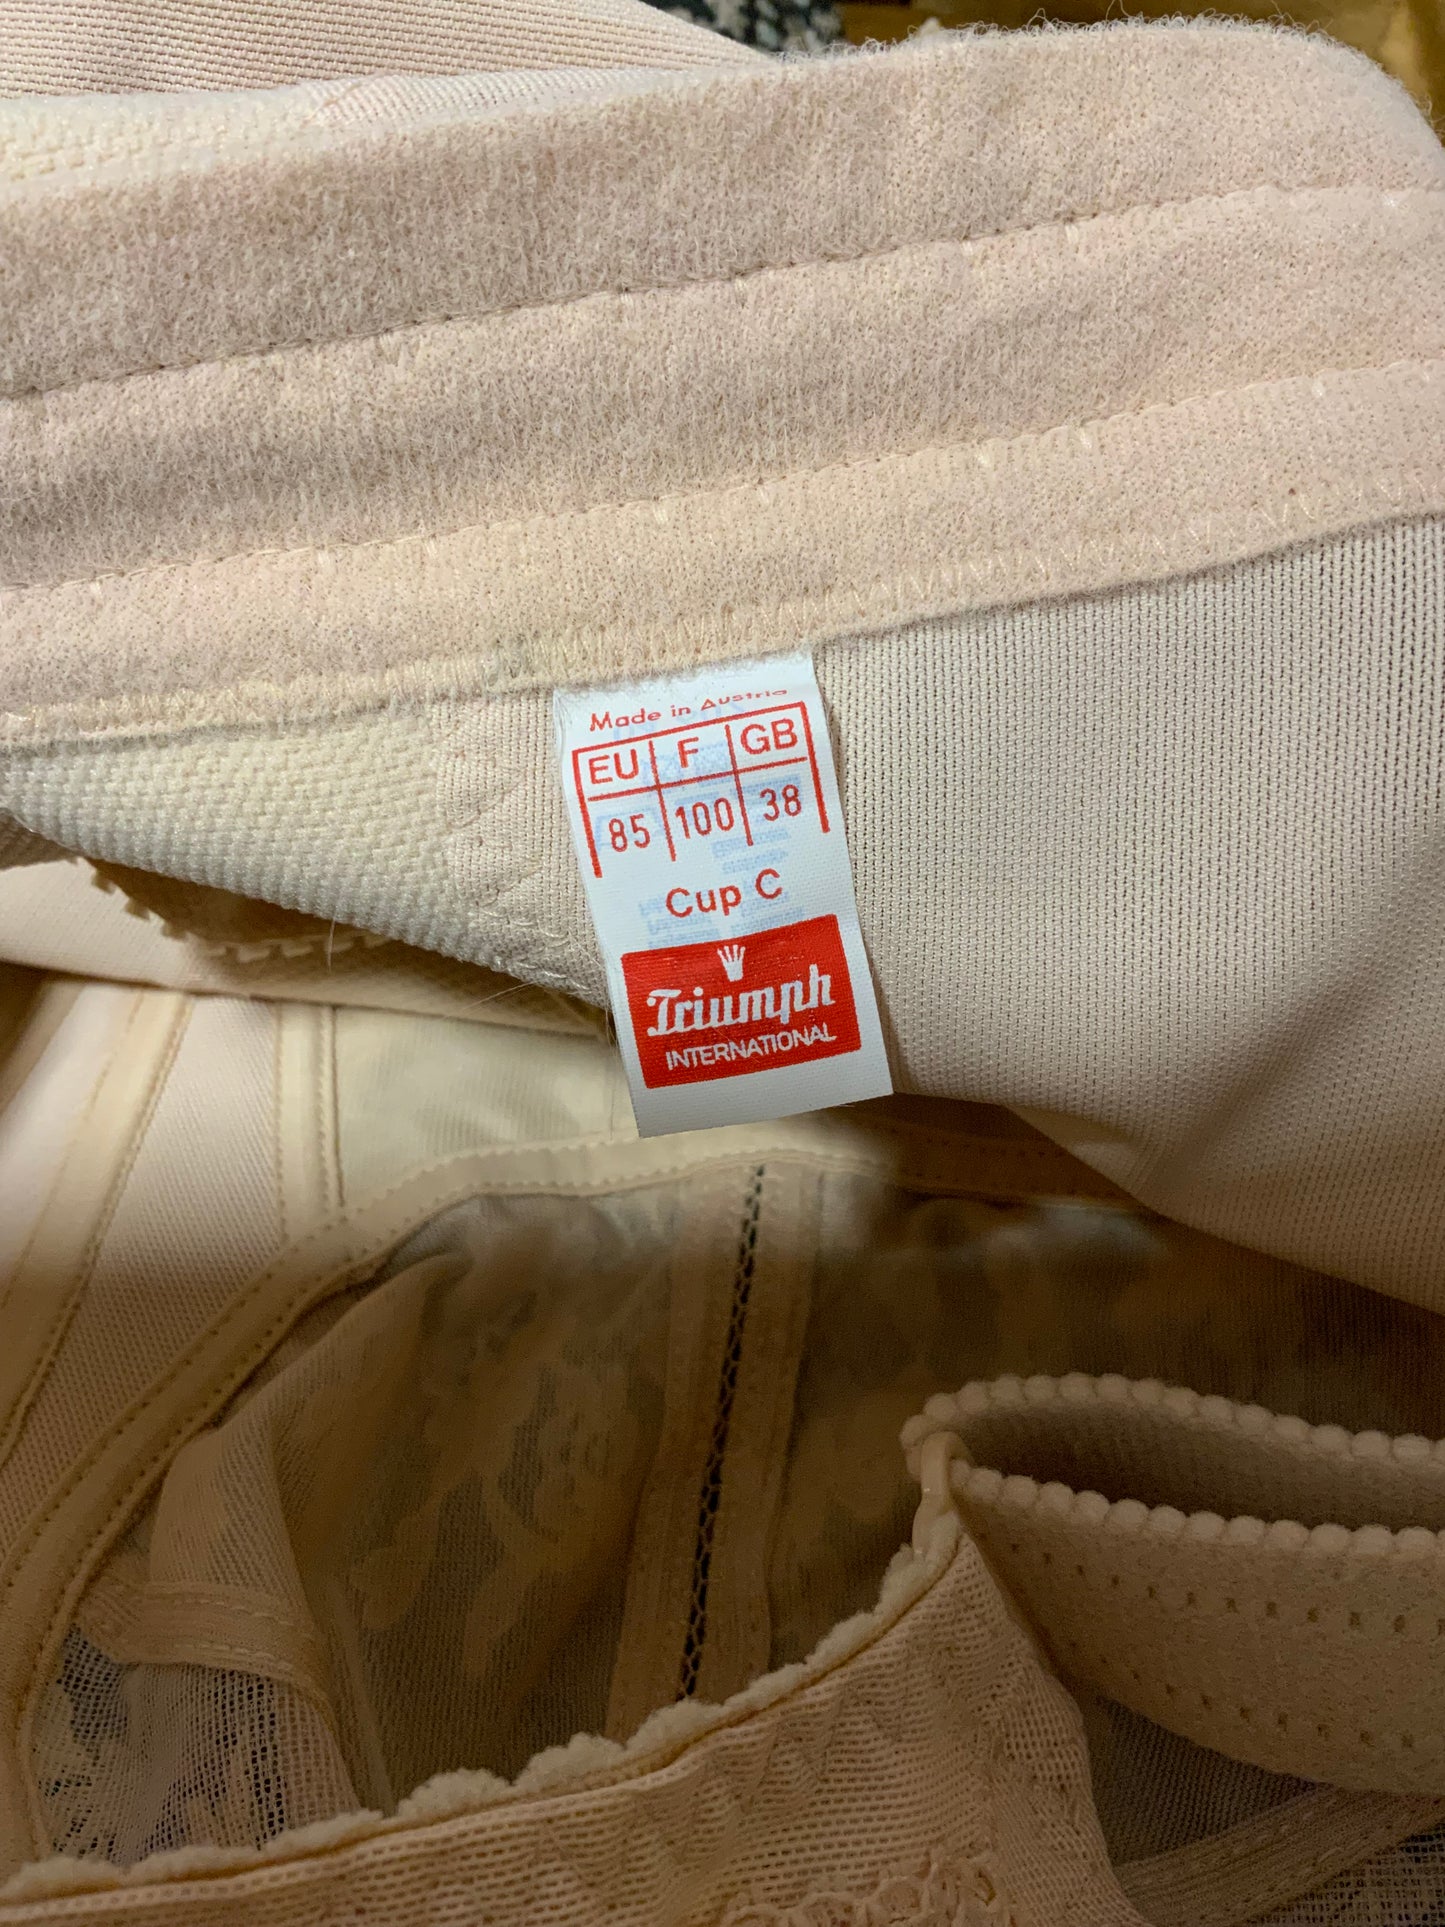 Made in Austria
EU F GB
85 100 38
Cup C
Triumph
INTERNATIONAL